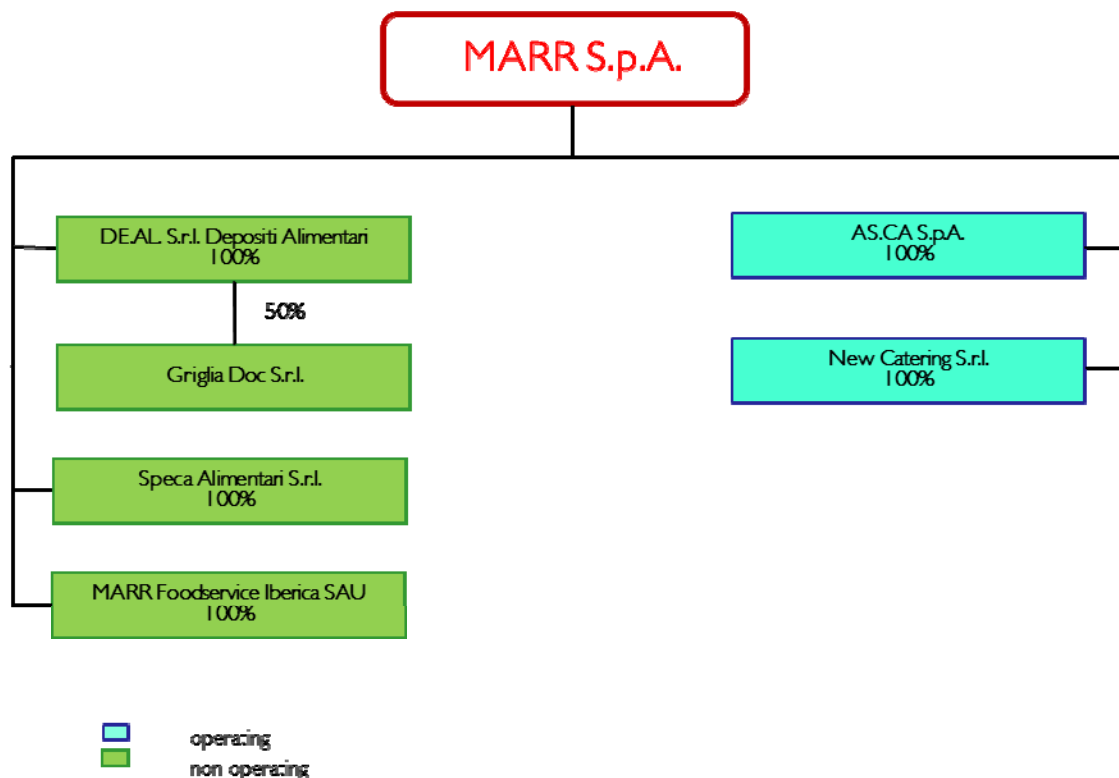 MARR S.p.A.
DE.AL. S.r.l. Depositi Alimentari
100%
50%
Griglia Doc S.r.l.
Speca Alimentari S.r.l.
100%
MARR Foodservice Iberica SAU
100%
AS.CA S.p.A.
100%
New Catering S.r.l.
100%
operating
non operating